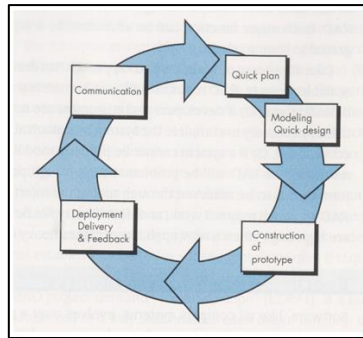 Communication
Quick plan
Modeling
Quick design
Construction
of
prototype
Deployment
Delivery
& Feedback